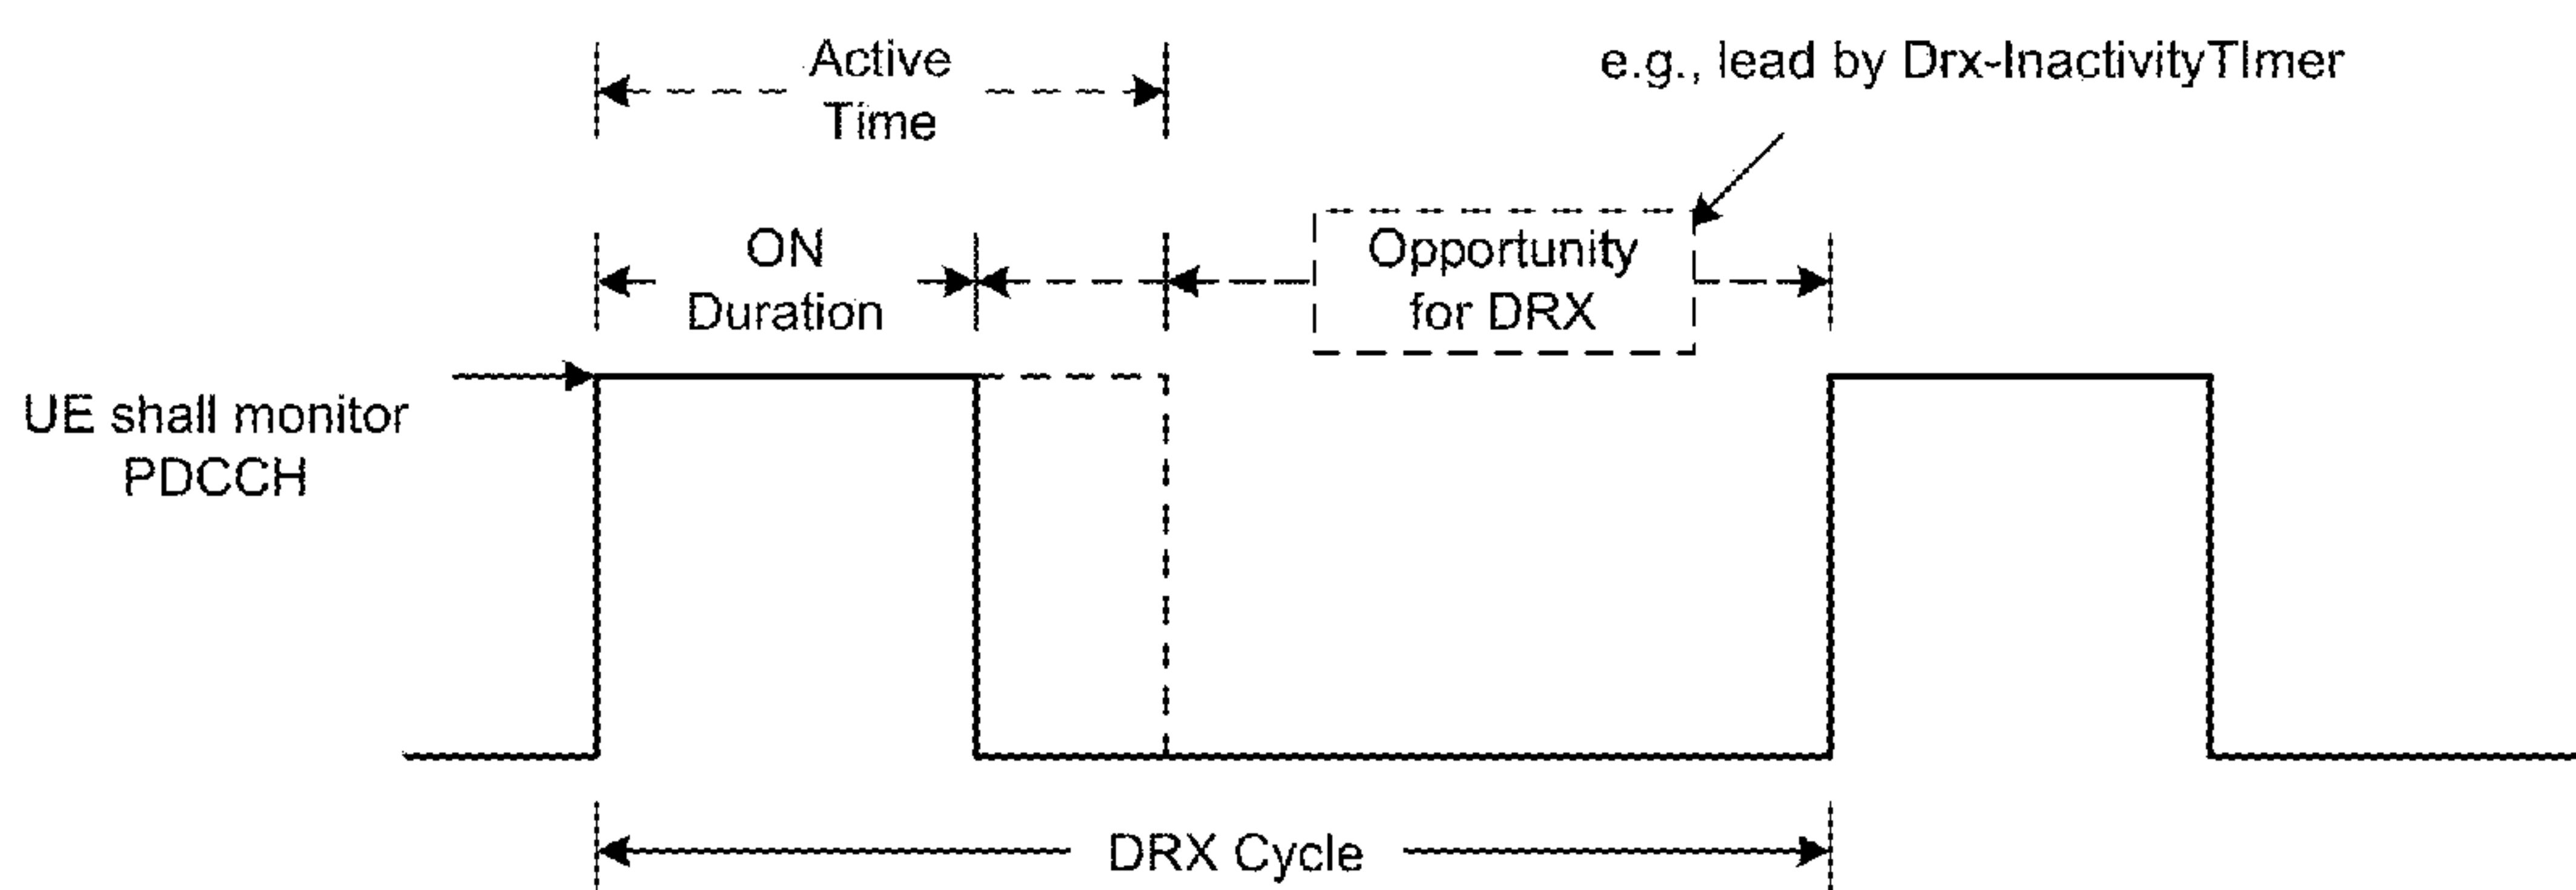 Active
Time
e.g., lead by Drx-InactivityTImer
ON
Duration
Opportunity
for DRX
UE shall monitor
PDCCH
DRX Cycle